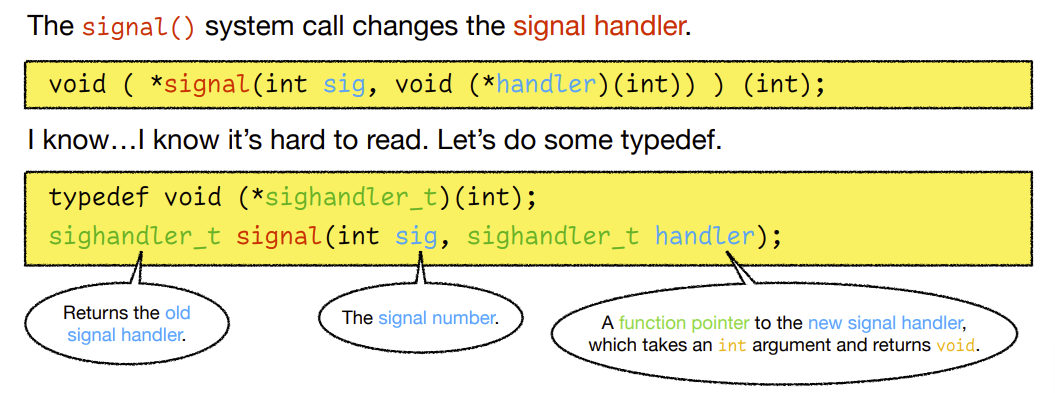 The signal() system call changes the signal handler.
void ( *signal(int sig, void (*handler)(int)) ) (int);
I know…I know it’s hard to read. Let’s do some typedef.
typedef void (*sighandler_t)(int);
sighandler_t signal(int sig, sighandler_t handler);
Returns the old
signal handler.
The signal number.
A function pointer to the new signal handler,
which takes an int argument and returns void.